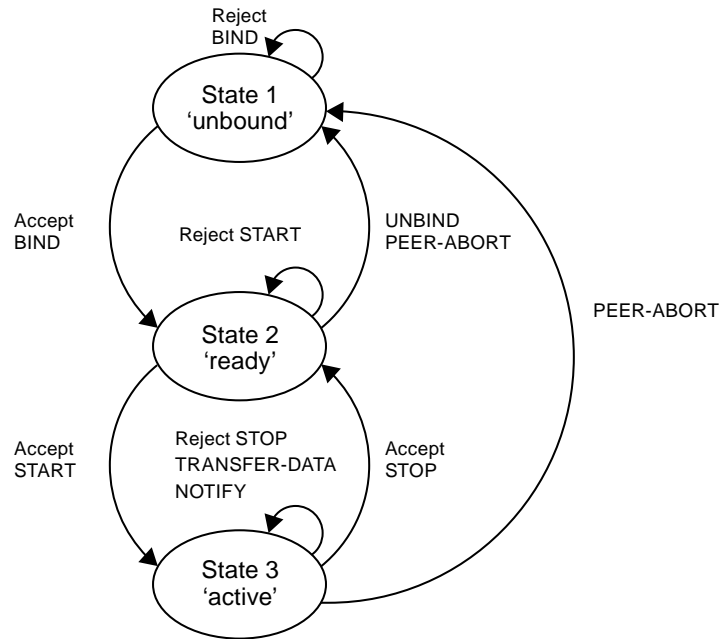 Reject
BIND
State 1
‘unbound’
Accept
BIND
Reject START
UNBIND
PEER-ABORT
PEER-ABORT
State 2
‘ready’
Accept
START
Reject STOP
TRANSFER-DATA
NOTIFY
Accept
STOP
State 3
‘active’